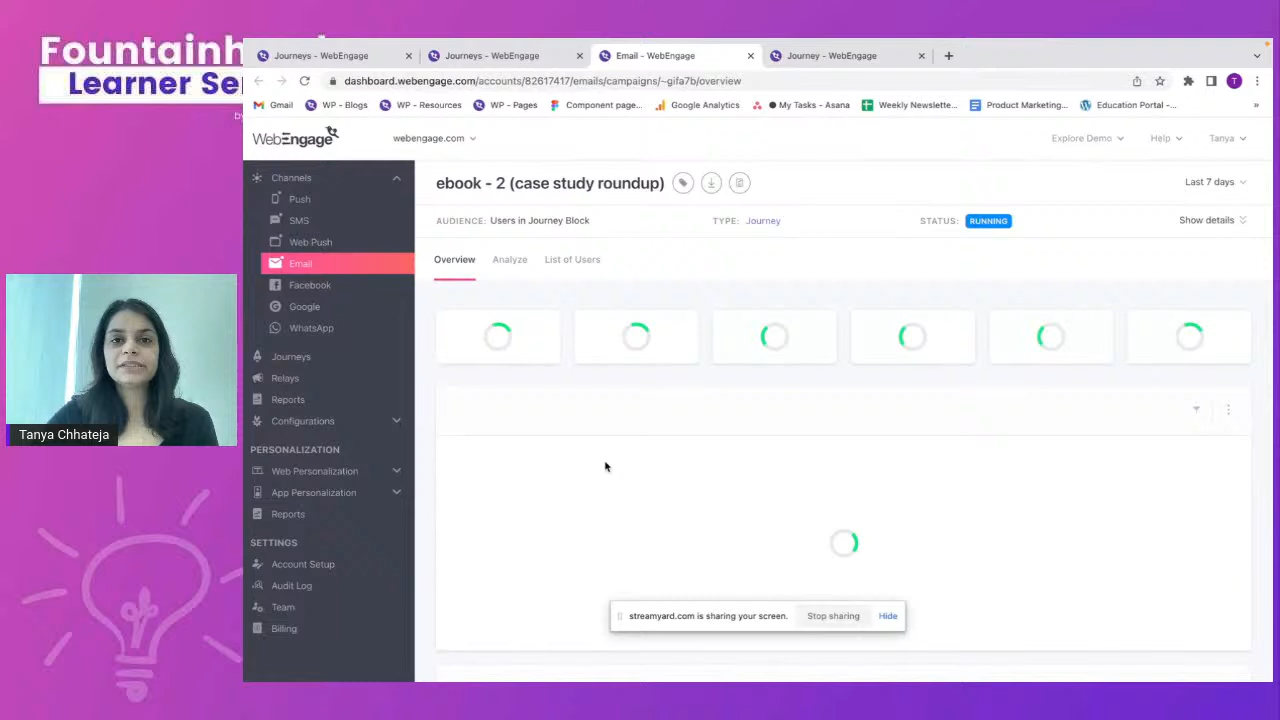 Fountainh
Learner Se
by
Journeys - WebEngage
Journeys - WebEngage
Email - WebEngage
Journey - WebEngage
dashboard.webengage.com/accounts/82617417/emails/campaigns/~gifa7b/overview
T
Gmail
WP - Blogs
WP - Resources
WP - Pages
Component page...
Google Analytics
My Tasks - Asana
Weekly Newslette...
Product Marketing...
Education Portal -...
WebEngage
webengage.com
Explore Demo
Help
Tanya
Channels
Push
SMS
Web Push
Email
Facebook
Google
WhatsApp
Journeys
Relays
Reports
Configurations
PERSONALIZATION
Web Personalization
App Personalization
Reports
SETTINGS
Account Setup
Audit Log
Team
Billing
ebook - 2 (case study roundup)
Last 7 days
AUDIENCE: Users in Journey Block
TYPE: Journey
STATUS: RUNNING
Show details
Overview
Analyze
List of Users
streamyard.com is sharing your screen.
Stop sharing
Hide
Tanya Chhateja